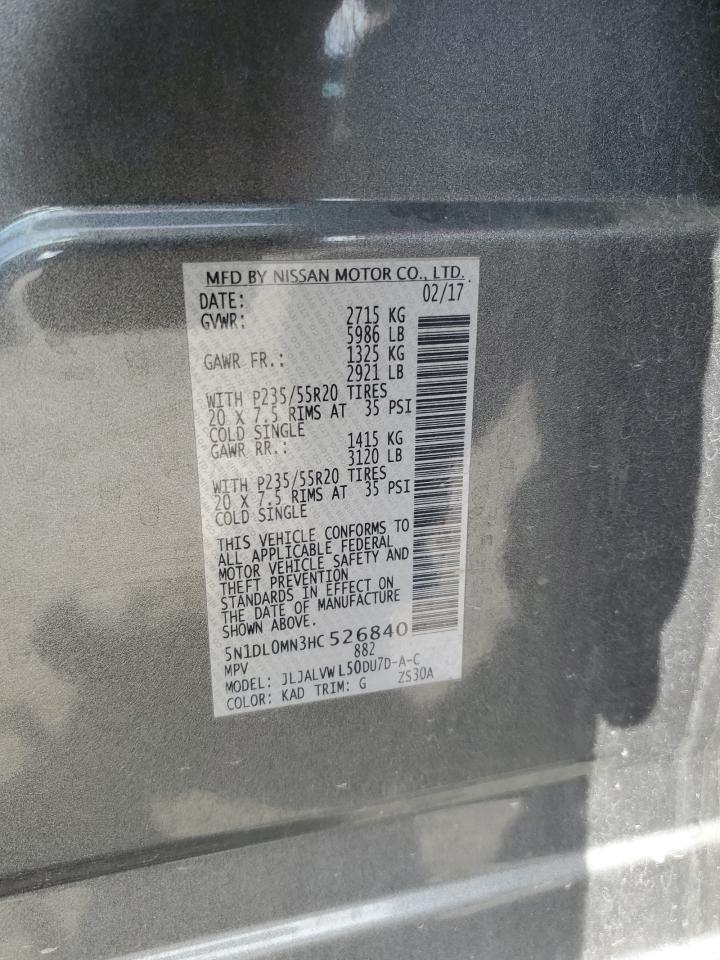 MFD BY NISSAN MOTOR CO., LTD.
DATE: 02/17
GVWR: 2715 KG
5986 LB
GAWR FR.: 1325 KG
2921 LB
WITH P235/55R20 TIRES
20 X 7.5 RIMS AT 35 PSI
COLD SINGLE
GAWR RR.: 1415 KG
3120 LB
WITH P235/55R20 TIRES
20 X 7.5 RIMS AT 35 PSI
COLD SINGLE
THIS VEHICLE CONFORMS TO
ALL APPLICABLE FEDERAL
MOTOR VEHICLE SAFETY AND
THEFT PREVENTION
STANDARDS IN EFFECT ON
THE DATE OF MANUFACTURE
SHOWN ABOVE.
5N1DL0MN3HC526840
MPV 882
MODEL: JLJALVWL50DU7D-A-C
COLOR: KAD TRIM: G ZS30A